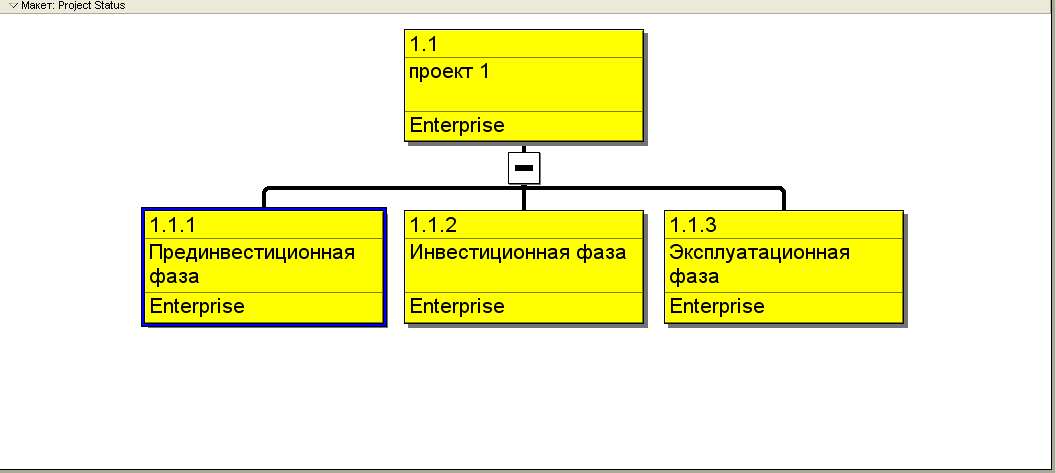 Макет: Project Status
1.1
проект 1
Enterprise
1.1.1
Прединвестиционная
фаза
Enterprise
1.1.2
Инвестиционная фаза
Enterprise
1.1.3
Эксплуатационная
фаза
Enterprise